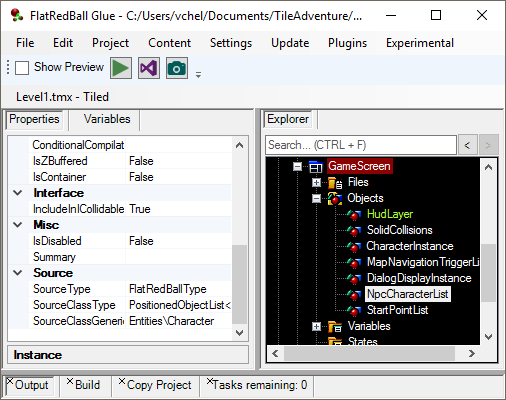 FlatRedBall Glue - C:/Users/vchel/Documents/TileAdventure/...
File Edit Project Content Settings Update Plugins Experimental
Show Preview
Level1.tmx - Tiled
Properties Variables
ConditionalCompilat
IsZBuffered False
IsContainer False
Interface
IncludeInICollidable True
Misc
IsDisabled False
Summary
Source
SourceType FlatRedBallType
SourceClassType PositionedObjectList<
SourceClassGeneric Entities\Character
Instance
Explorer
Search... (CTRL + F)
< >
GameScreen
Files
Objects
HudLayer
SolidCollisions
CharacterInstance
MapNavigationTriggerLi
DialogDisplayInstance
NpcCharacterList
StartPointList
Variables
States
Output Build Copy Project Tasks remaining: 0